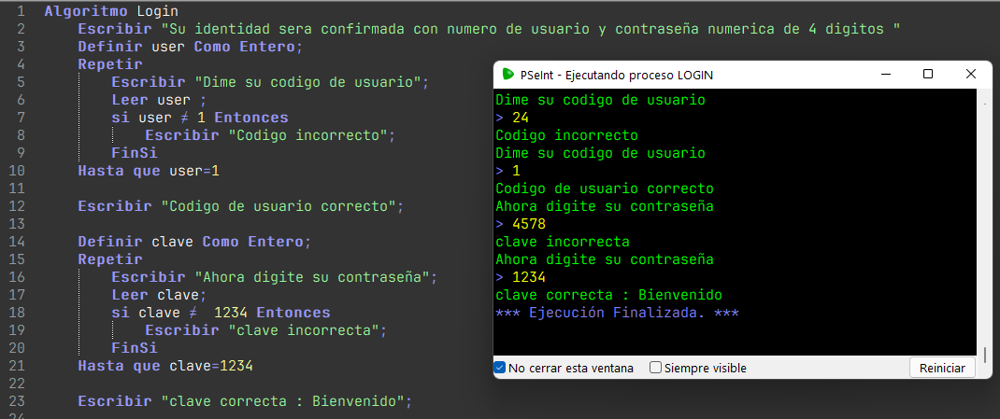 1 Algoritmo Login
2 Escribir "Su identidad sera confirmada con numero de usuario y contraseña numerica de 4 digitos "
3 Definir user Como Entero;
4 Repetir
5 Escribir "Dime su codigo de usuario";
6 Leer user ;
7 si user ≠ 1 Entonces
8 Escribir "Codigo incorrecto";
9 FinSi
10 Hasta que user=1
11
12 Escribir "Codigo de usuario correcto";
13
14 Definir clave Como Entero;
15 Repetir
16 Escribir "Ahora digite su contraseña";
17 Leer clave;
18 si clave ≠  1234 Entonces
19 Escribir "clave incorrecta";
20 FinSi
21 Hasta que clave=1234
22
23 Escribir "clave correcta : Bienvenido";
24
PSeInt - Ejecutando proceso LOGIN
Dime su codigo de usuario
> 24
Codigo incorrecto
Dime su codigo de usuario
> 1
Codigo de usuario correcto
Ahora digite su contraseña
> 4578
clave incorrecta
Ahora digite su contraseña
> 1234
clave correcta : Bienvenido
*** Ejecución Finalizada. ***
No cerrar esta ventana
Siempre visible
Reiniciar